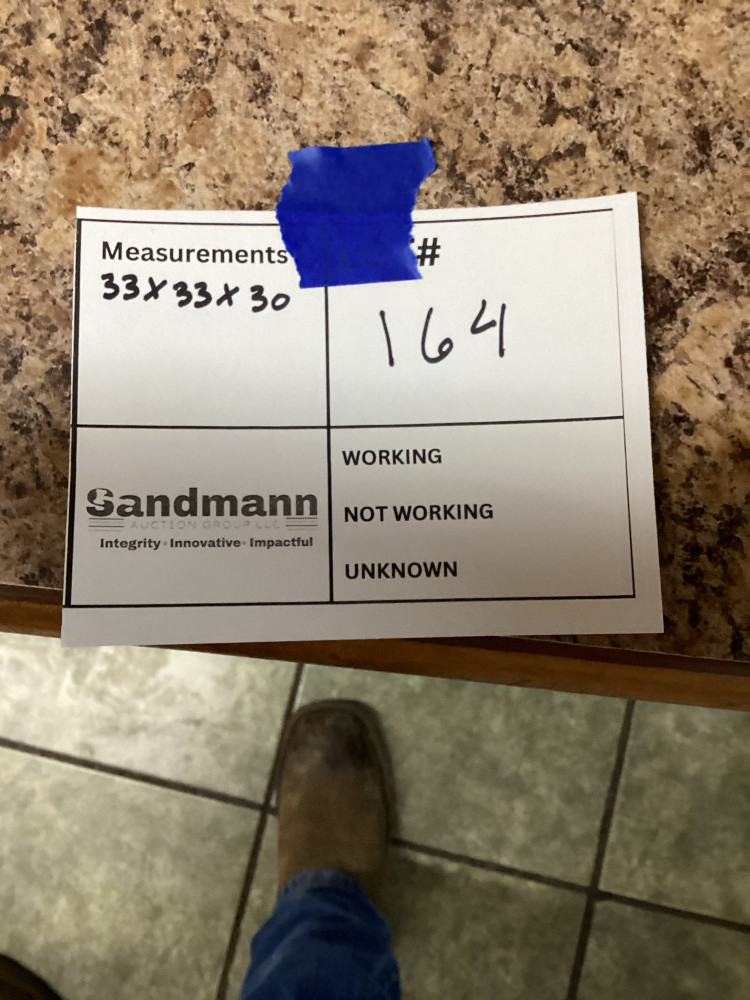 Measurements
33x33x30
#
164
Sandmann
AUCTION GROUP LLC
Integrity · Innovative · Impactful
WORKING
NOT WORKING
UNKNOWN